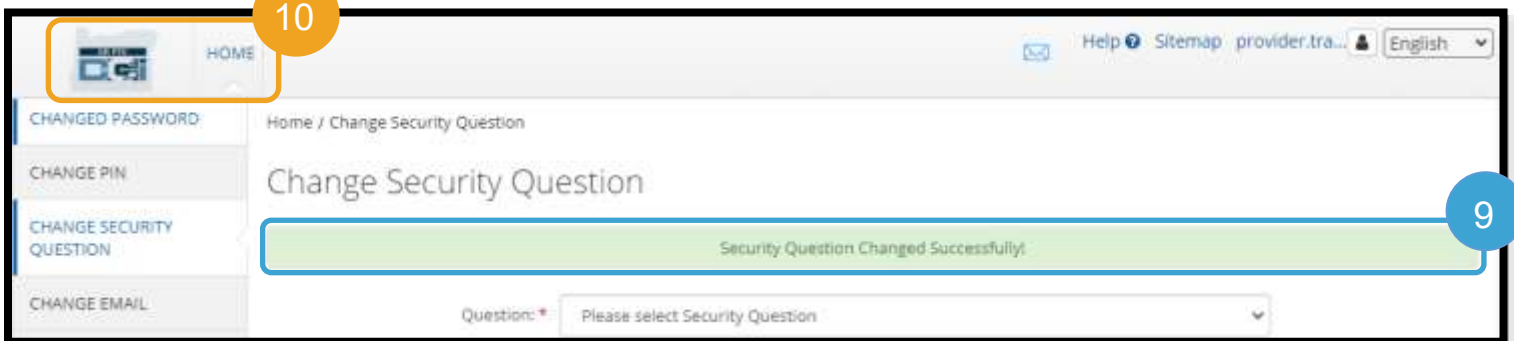 10
HOME
Help Sitemap provider.tra... English
CHANGED PASSWORD
Home / Change Security Question
CHANGE PIN
Change Security Question
9
CHANGE SECURITY
QUESTION
Security Question Changed Successfully!
CHANGE EMAIL
Question: * Please select Security Question